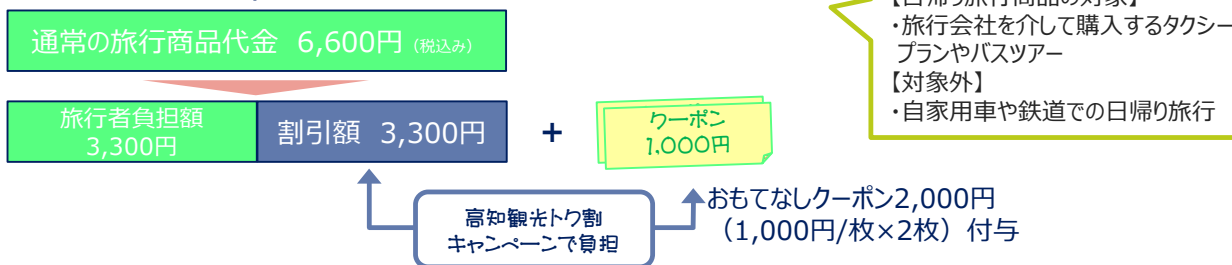 【日帰り旅行商品の対象】
・旅行会社を介して購入するタクシー
プランやバスツアー
【対象外】
・自家用車や鉄道での日帰り旅行
通常の旅行商品代金 6,600円（税込み）
旅行者負担額
3,300円
割引額 3,300円
+
クーポン
1,000円
高知観光トク割
キャンペーンで負担
おもてなしクーポン2,000円
（1,000円/枚×2枚）付与